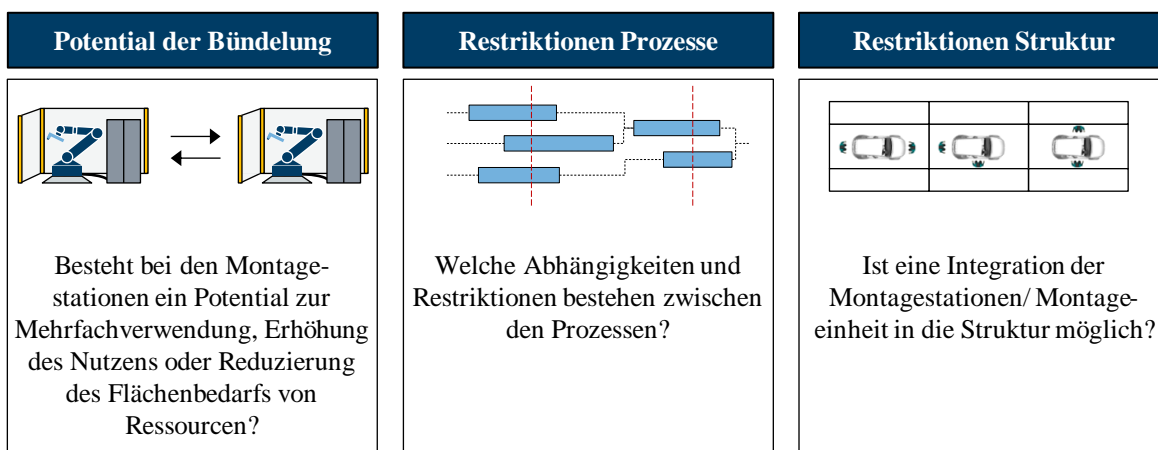 Potential der Bündelung
Restriktionen Prozesse
Restriktionen Struktur
Besteht bei den Montage-
stationen ein Potential zur
Mehrfachverwendung, Erhöhung
des Nutzens oder Reduzierung
des Flächenbedarfs von
Ressourcen?
Welche Abhängigkeiten und
Restriktionen bestehen zwischen
den Prozessen?
Ist eine Integration der
Montagestationen/ Montage-
einheit in die Struktur möglich?